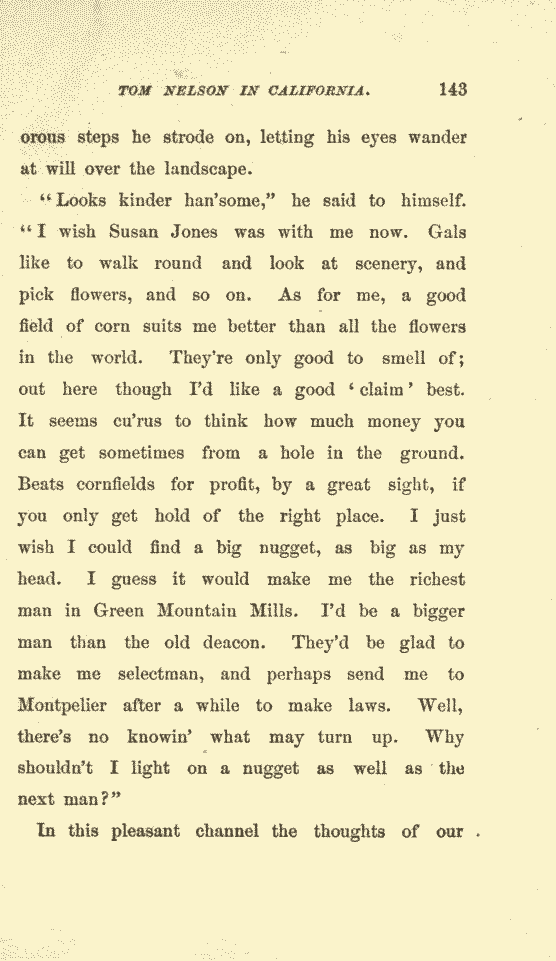 TOM NELSON IN CALIFORNIA. 143
orous steps he strode on, letting his eyes wander
at will over the landscape.
“Looks kinder han’some,” he said to himself.
“I wish Susan Jones was with me now. Gals
like to walk round and look at scenery, and
pick flowers, and so on. As for me, a good
field of corn suits me better than all the flowers
in the world. They’re only good to smell of;
out here though I’d like a good ‘claim’ best.
It seems cu’rus to think how much money you
can get sometimes from a hole in the ground.
Beats cornfields for profit, by a great sight, if
you only get hold of the right place. I just
wish I could find a big nugget, as big as my
head. I guess it would make me the richest
man in Green Mountain Mills. I’d be a bigger
man than the old deacon. They’d be glad to
make me selectman, and perhaps send me to
Montpelier after a while to make laws. Well,
there’s no knowin’ what may turn up. Why
shouldn’t I light on a nugget as well as the
next man?”
In this pleasant channel the thoughts of our